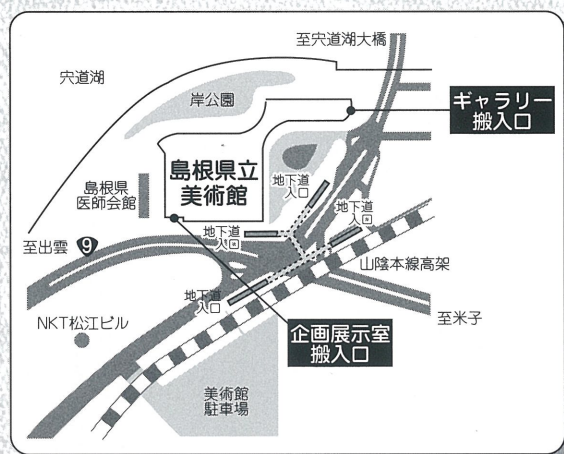 至宍道湖大橋
宍道湖
岸公園
ギャラリー
搬入口
島根県立
美術館
島根県
医師会館
地下道
入口
地下道
入口
地下道
入口
至出雲
9
山陰本線高架
地下道
入口
至米子
NKT松江ビル
企画展示室
搬入口
美術館
駐車場